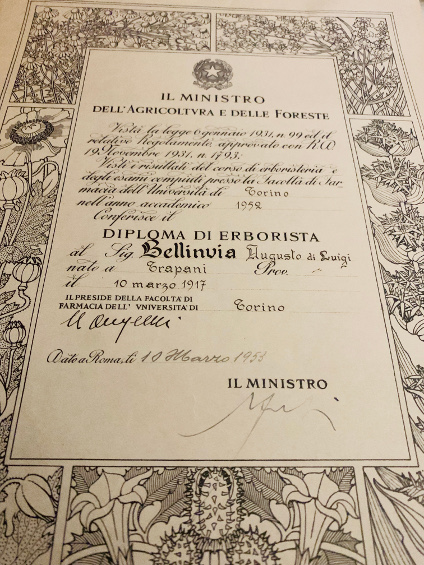 IL MINISTRO
DELL'AGRICOLTVRA E DELLE FORESTE
Vista la legge 6 gennaio 1931, n. 99 ed il
relativo Regolamento approvato con R.D.
19 Novembre 1931, n. 1793;
Visti i risultati del corso di erboristeria e
degli esami compiuti presso la Facoltà di Far-
macia dell'Università di Torino
nell'anno accademico 1958
Conferisce il
DIPLOMA DI ERBORISTA
al Sig. Bellinvia Augusto di Luigi
nato a Trapani Prov.
il 10 marzo 1917
IL PRESIDE DELLA FACOLTÀ DI
FARMACIA DELL'VNIVERSITÀ DI Torino
Dato a Roma, lì 10 Marzo
IL MINISTRO